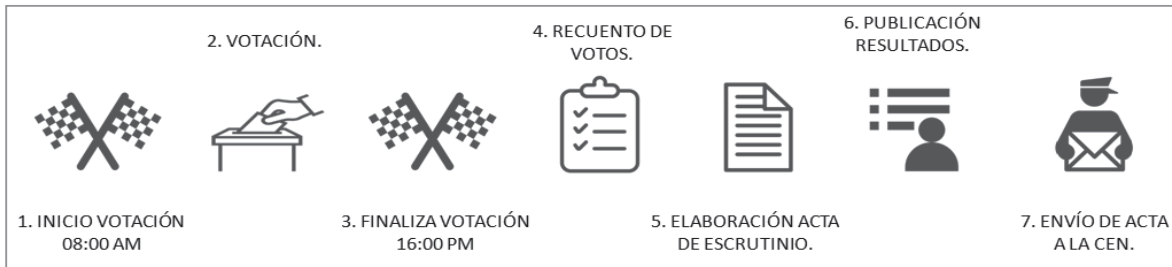 1. INICIO VOTACIÓN
08:00 AM
2. VOTACIÓN.
3. FINALIZA VOTACIÓN
16:00 PM
4. RECUENTO DE
VOTOS.
5. ELABORACIÓN ACTA
DE ESCRUTINIO.
6. PUBLICACIÓN
RESULTADOS.
7. ENVÍO DE ACTA
A LA CEN.